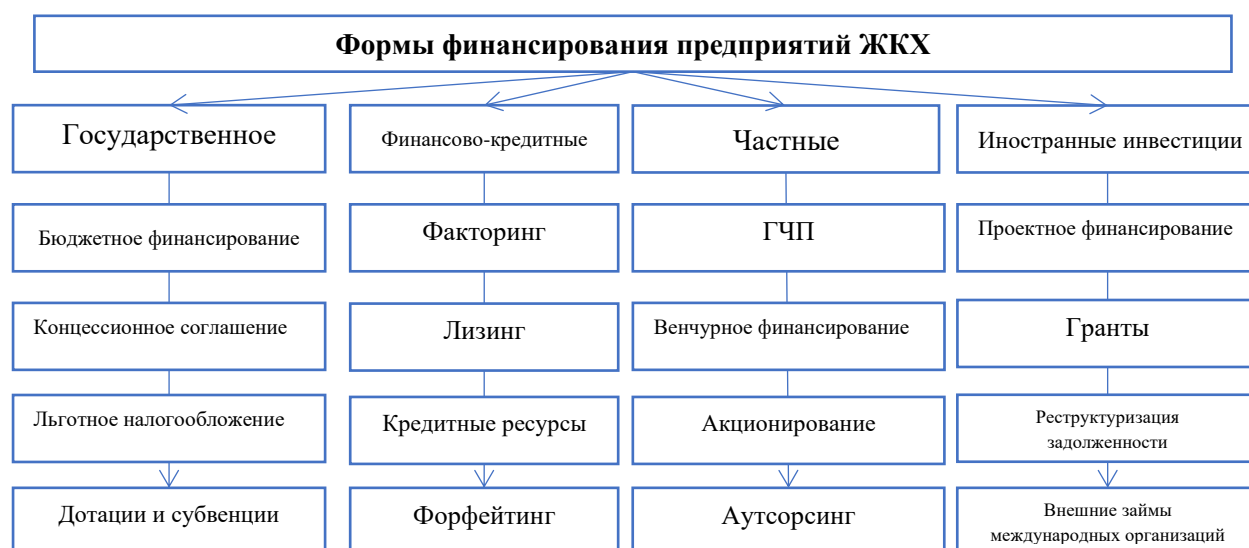 Формы финансирования предприятий ЖКХ
Государственное
Финансово-кредитные
Частные
Иностранные инвестиции
Бюджетное финансирование
Факторинг
ГЧП
Проектное финансирование
Концессионное соглашение
Лизинг
Венчурное финансирование
Гранты
Льготное налогообложение
Кредитные ресурсы
Акционирование
Реструктуризация
задолженности
Дотации и субвенции
Форфейтинг
Аутсорсинг
Внешние займы
международных организаций